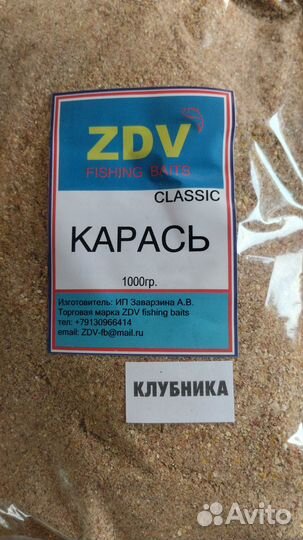 ZDV
FISHING BAITS
CLASSIC
КАРАСЬ
1000гр.
Изготовитель: ИП Заварзина А.В.
Торговая марка ZDV fishing baits
тел: +79130966414
email: ZDV-fb@mail.ru
КЛУБНИКА
Avito